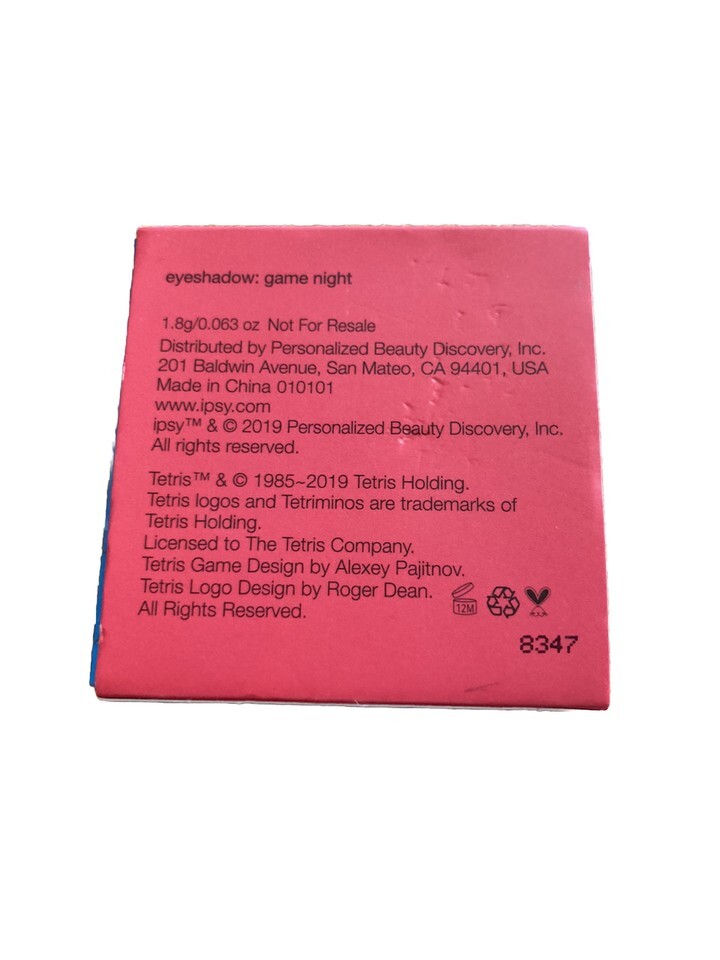 eyeshadow: game night
1.8g/0.063 oz Not For Resale
Distributed by Personalized Beauty Discovery, Inc.
201 Baldwin Avenue, San Mateo, CA 94401, USA
Made in China 010101
www.ipsy.com
ipsy™ & © 2019 Personalized Beauty Discovery, Inc.
All rights reserved.
Tetris™ & © 1985~2019 Tetris Holding.
Tetris logos and Tetriminos are trademarks of
Tetris Holding.
Licensed to The Tetris Company.
Tetris Game Design by Alexey Pajitnov.
Tetris Logo Design by Roger Dean.
All Rights Reserved.
12M
8347